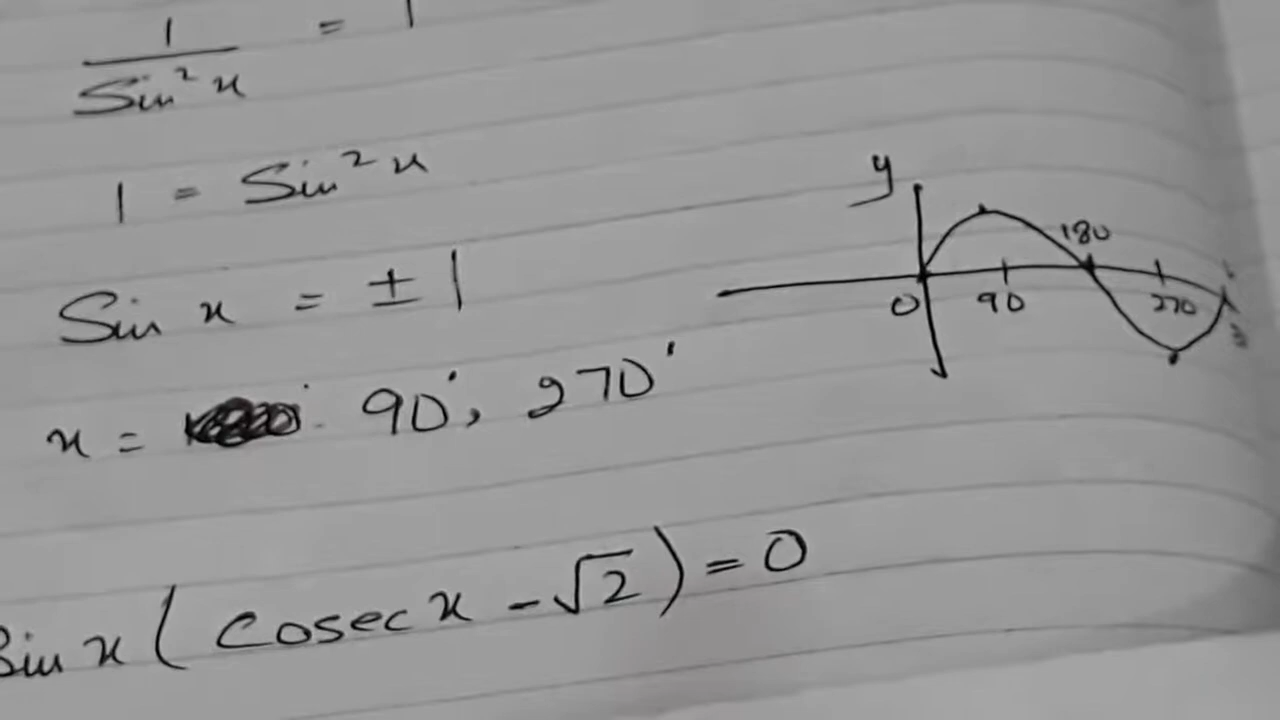 1/Sin²x = 1
1 = Sin²x
Sin x = ±1
x = 90°, 270°
y
180
0 90 270
Sin x (Cosec x - √2) = 0